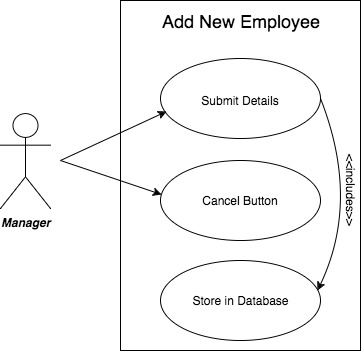 Add New Employee
Submit Details
Manager
<<includes>>
Cancel Button
Store in Database